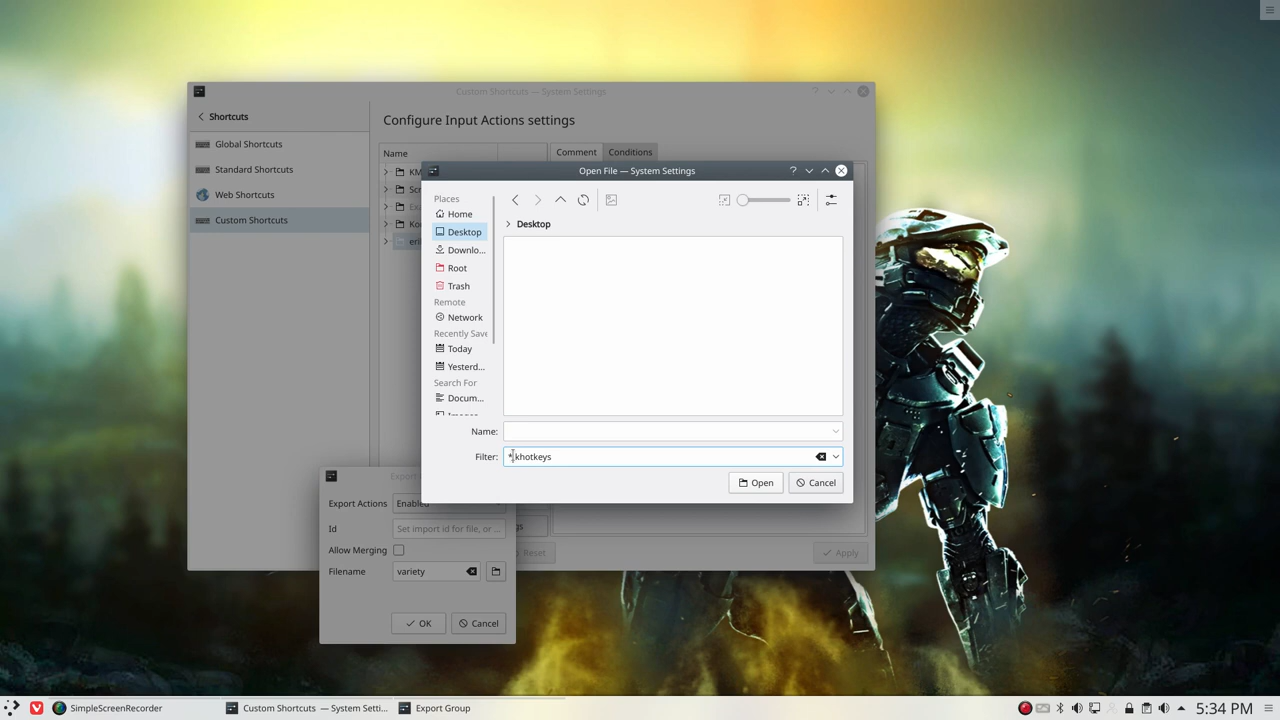 Custom Shortcuts — System Settings
Shortcuts
Configure Input Actions settings
Global Shortcuts
Standard Shortcuts
Web Shortcuts
Custom Shortcuts
Name
Comment
Conditions
Open File — System Settings
Places
Home
Desktop
Downlo...
Root
Trash
Remote
Network
Recently Save
Today
Yesterd...
Search For
Docum...
Desktop
Name:
Filter:
*.khotkeys
Open
Cancel
Export Actions
Enabled
Id
Set import id for file, or ...
Allow Merging
Filename
variety
OK
Cancel
Reset
Apply
SimpleScreenRecorder
Custom Shortcuts — System Setti...
Export Group
5:34 PM